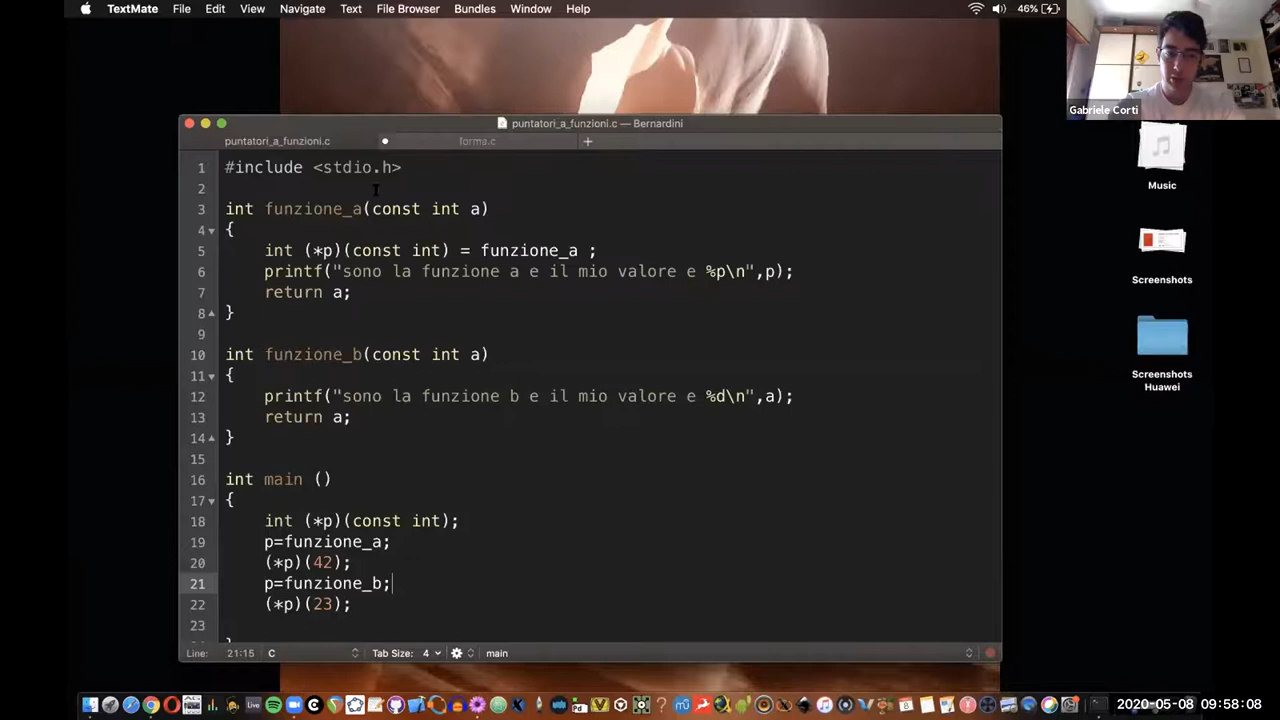 TextMate File Edit View Navigate Text File Browser Bundles Window Help 46%
Gabriele Corti
puntatori_a_funzioni.c — Bernardini
puntatori_a_funzioni.c forma.c
1 #include <stdio.h>
2
3 int funzione_a(const int a)
4 {
5 int (*p)(const int) = funzione_a ;
6 printf("sono la funzione a e il mio valore e %p\n",p);
7 return a;
8 }
9
10 int funzione_b(const int a)
11 {
12 printf("sono la funzione b e il mio valore e %d\n",a);
13 return a;
14 }
15
16 int main ()
17 {
18 int (*p)(const int);
19 p=funzione_a;
20 (*p)(42);
21 p=funzione_b;
22 (*p)(23);
23
}
Line: 21:15 C Tab Size: 4 main
Music
Screenshots
Screenshots
Huawei
Live
Pd
2020-05-08 09:58:08